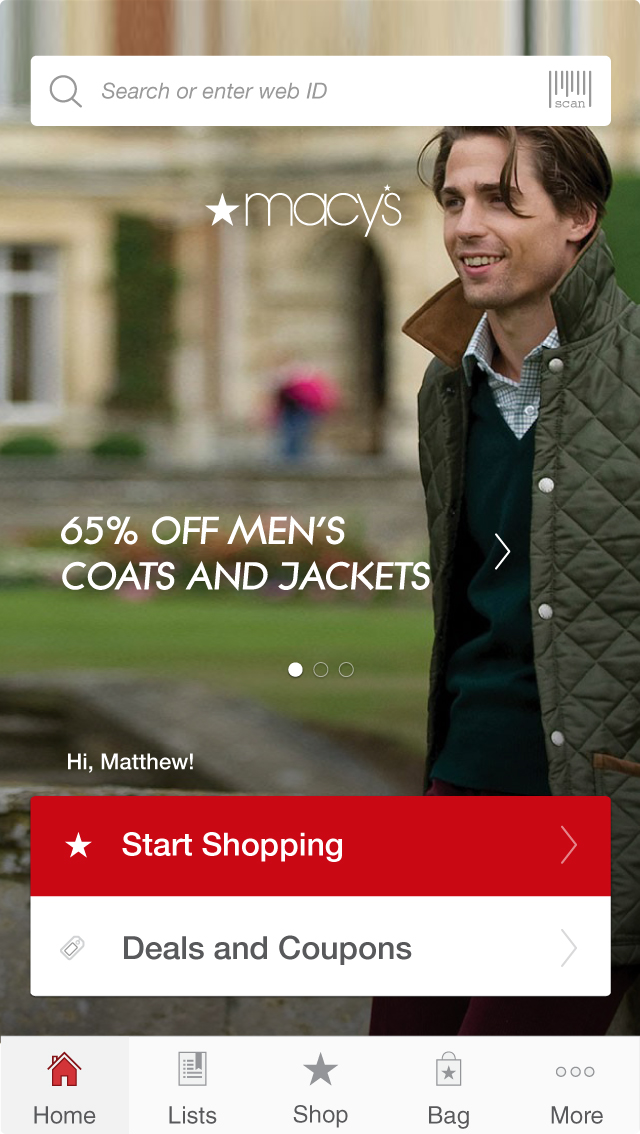 Search or enter web ID
scan
macy's
65% OFF MEN'S
COATS AND JACKETS
Hi, Matthew!
Start Shopping
Deals and Coupons
Home
Lists
Shop
Bag
More